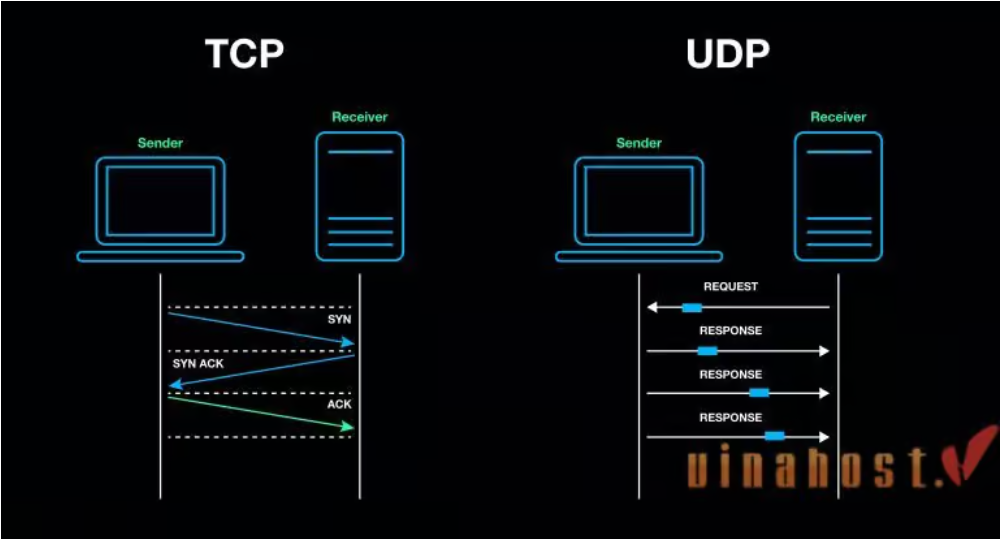 TCP
UDP
Sender
Receiver
Sender
Receiver
SYN
SYN ACK
ACK
REQUEST
RESPONSE
RESPONSE
RESPONSE
vinahost.